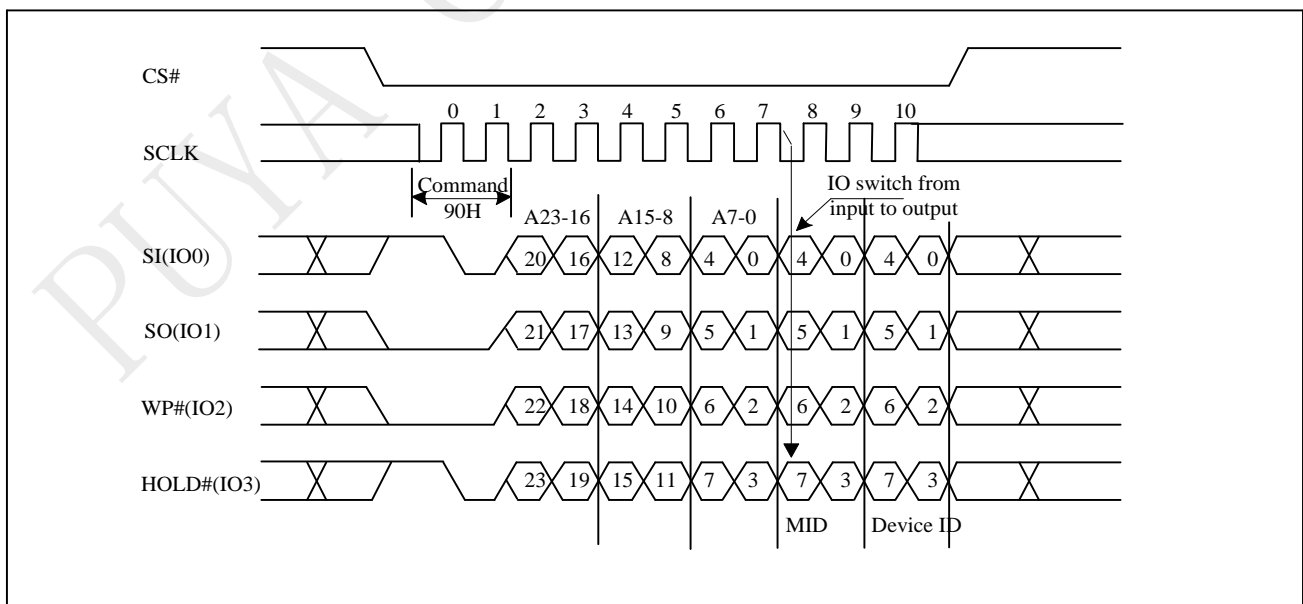 PUYA
CS#
0 1 2 3 4 5 6 7 8 9 10
SCLK
Command
90H
IO switch from
input to output
A23-16 A15-8 A7-0
SI(IO0) 20 16 12 8 4 0 4 0 4 0
SO(IO1) 21 17 13 9 5 1 5 1 5 1
WP#(IO2) 22 18 14 10 6 2 6 2 6 2
HOLD#(IO3) 23 19 15 11 7 3 7 3 7 3
MID Device ID